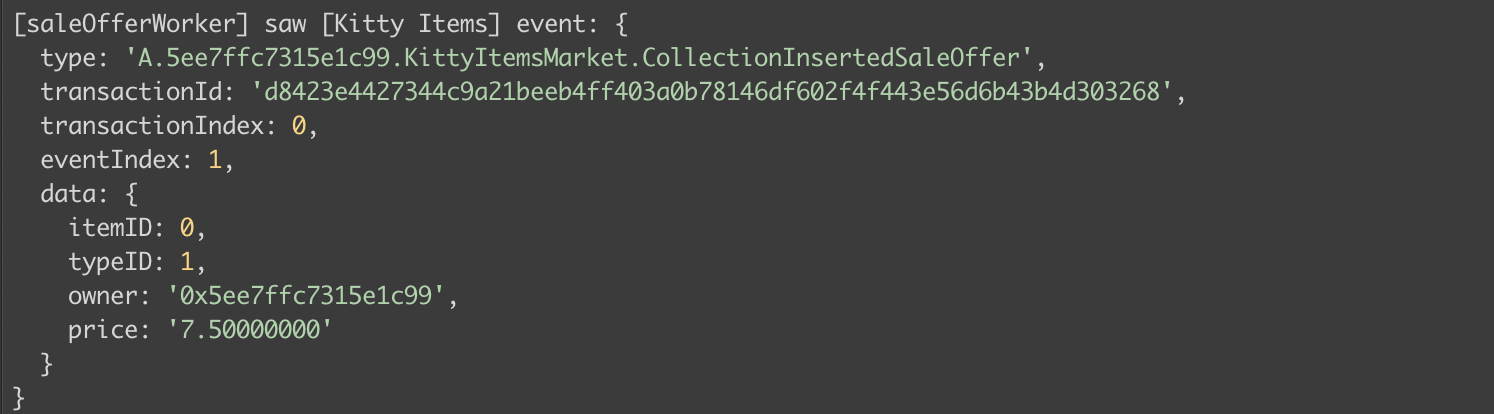 [saleOfferWorker] saw [Kitty Items] event: {
  type: 'A.5ee7ffc7315e1c99.KittyItemsMarket.CollectionInsertedSaleOffer',
  transactionId: 'd8423e4427344c9a21beeb4ff403a0b78146df602f4f443e56d6b43b4d303268',
  transactionIndex: 0,
  eventIndex: 1,
  data: {
    itemID: 0,
    typeID: 1,
    owner: '0x5ee7ffc7315e1c99',
    price: '7.50000000'
  }
}